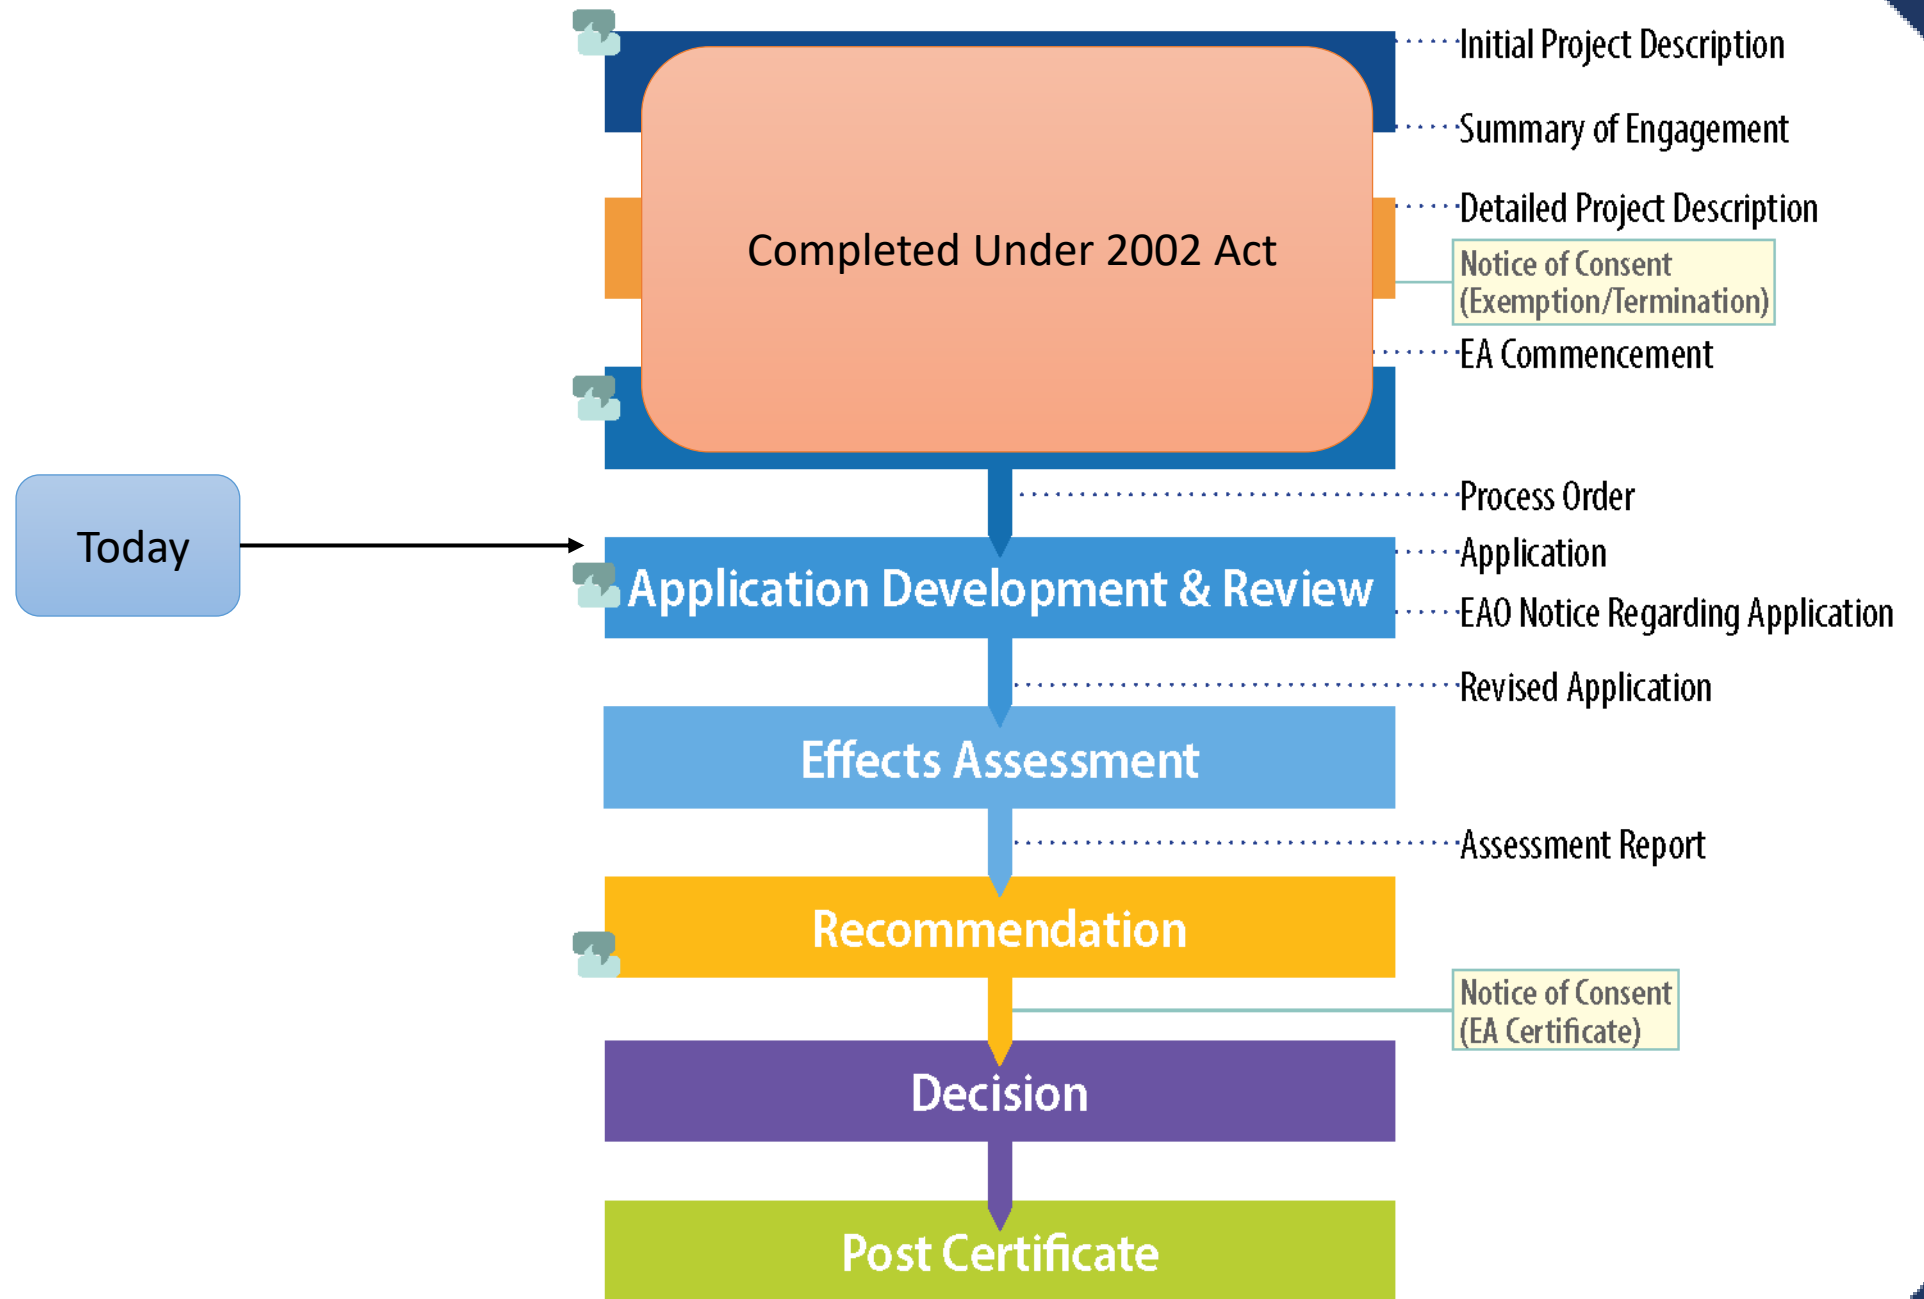 Initial Project Description
Summary of Engagement
Detailed Project Description
Completed Under 2002 Act
Notice of Consent
(Exemption/Termination)
EA Commencement
Process Order
Today
Application
Application Development & Review
EAO Notice Regarding Application
Revised Application
Effects Assessment
Assessment Report
Recommendation
Notice of Consent
(EA Certificate)
Decision
Post Certificate